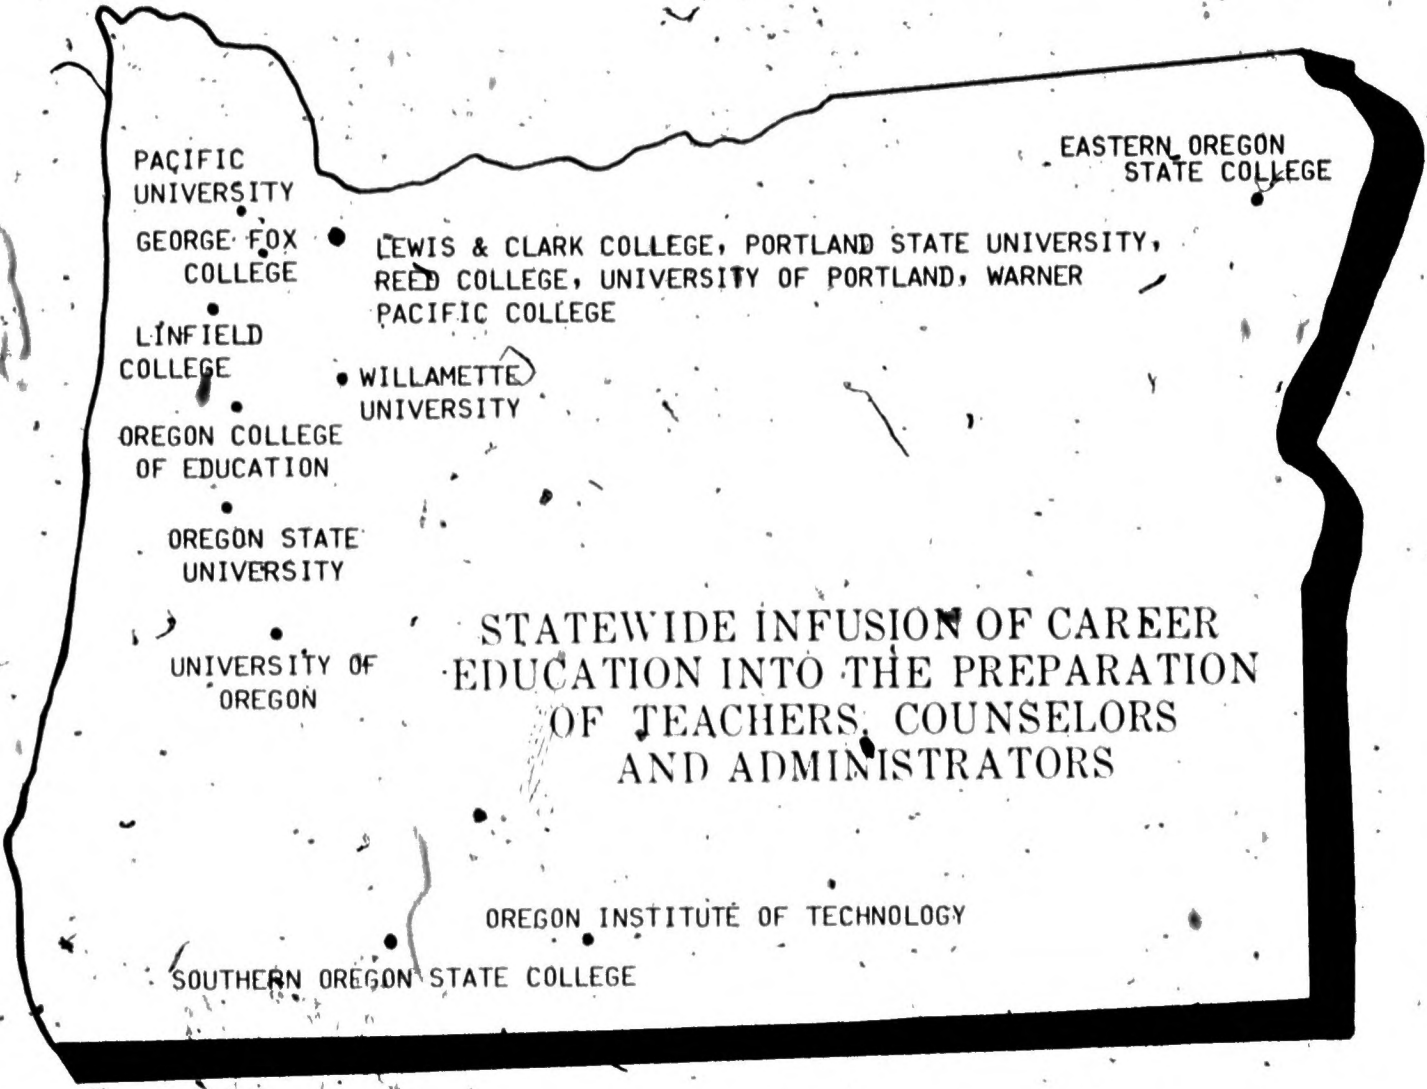 PACIFIC
UNIVERSITY
EASTERN OREGON
STATE COLLEGE
GEORGE FOX
COLLEGE
LEWIS & CLARK COLLEGE, PORTLAND STATE UNIVERSITY,
REED COLLEGE, UNIVERSITY OF PORTLAND, WARNER
PACIFIC COLLEGE
LINFIELD
COLLEGE
WILLAMETTE
UNIVERSITY
OREGON COLLEGE
OF EDUCATION
OREGON STATE
UNIVERSITY
UNIVERSITY OF
OREGON
STATEWIDE INFUSION OF CAREER
EDUCATION INTO THE PREPARATION
OF TEACHERS, COUNSELORS
AND ADMINISTRATORS
OREGON INSTITUTE OF TECHNOLOGY
SOUTHERN OREGON STATE COLLEGE